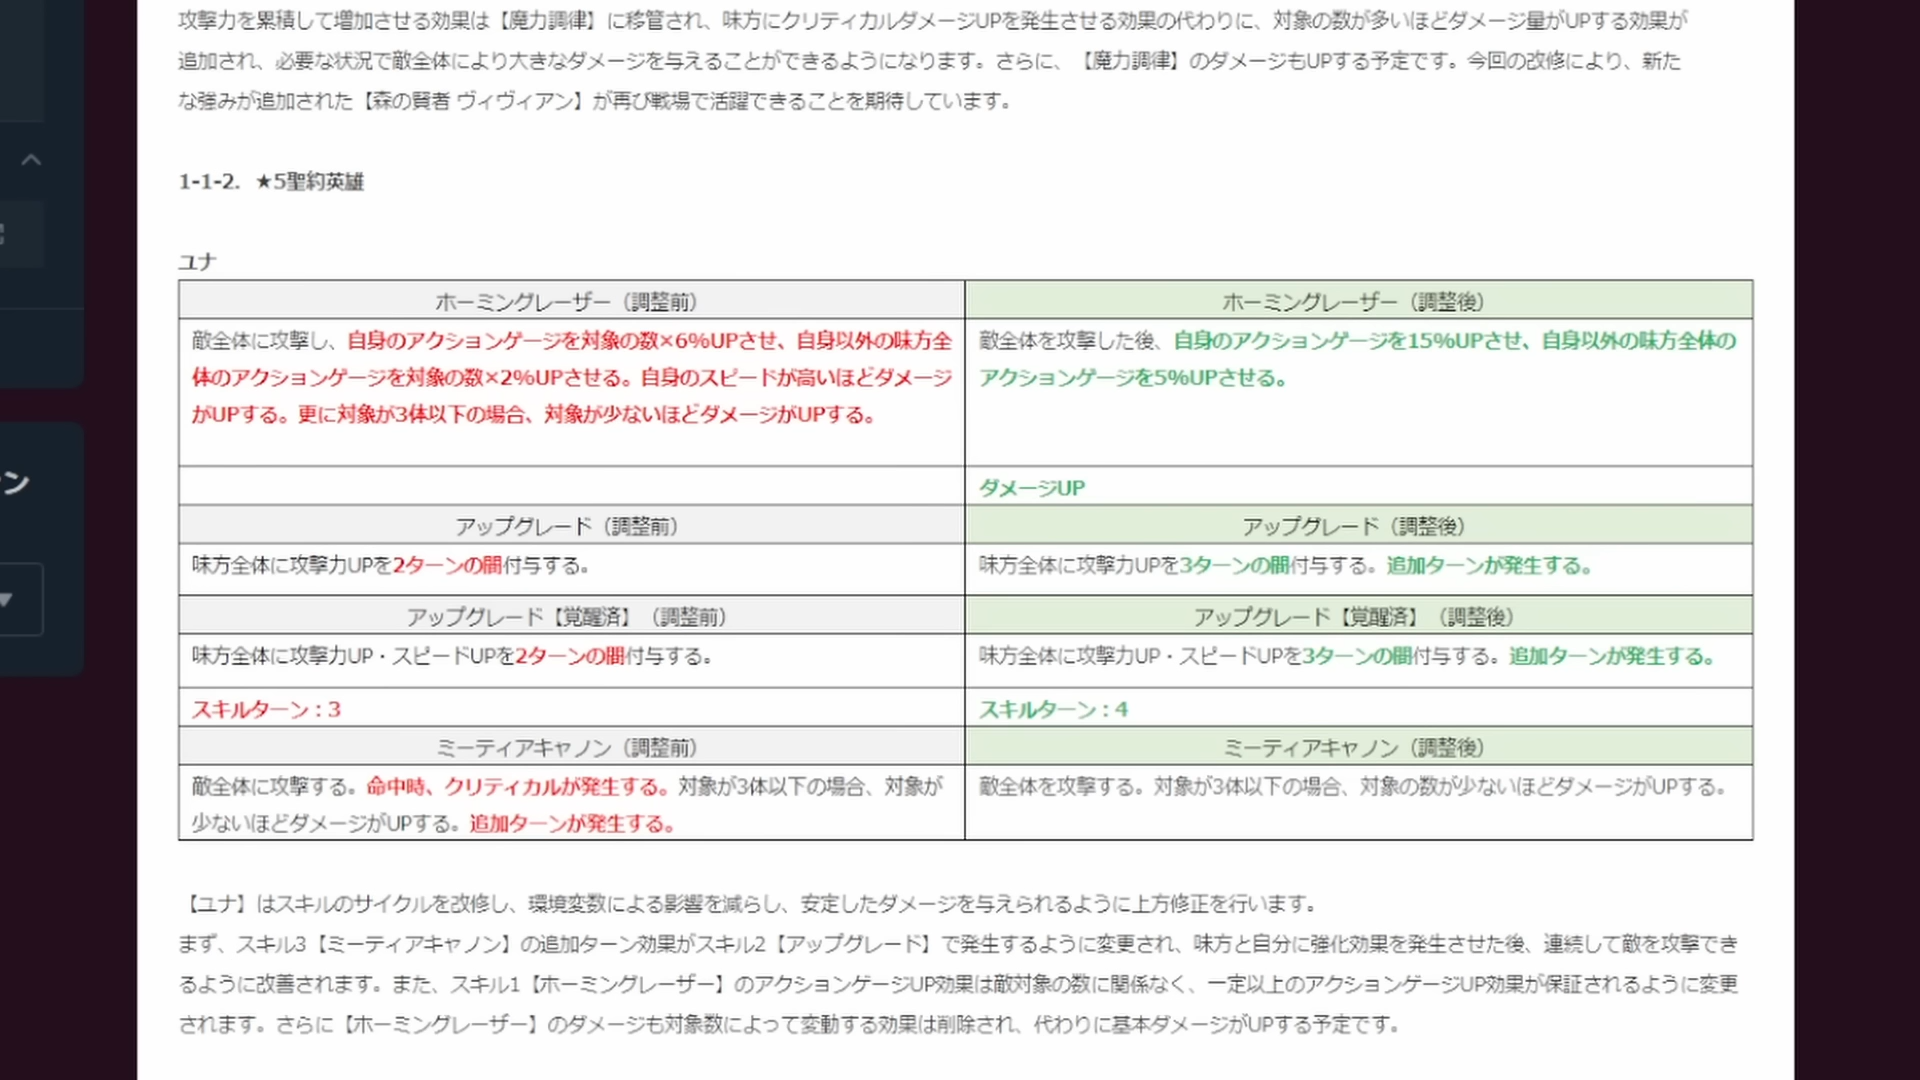 攻撃力を累積して増加させる効果は【魔力調律】に移管され、味方にクリティカルダメージUPを発生させる効果の代わりに、対象の数が多いほどダメージ量がUPする効果が
追加され、必要な状況で敵全体により大きなダメージを与えることができるようになります。さらに、【魔力調律】のダメージもUPする予定です。今回の改修により、新た
な強みが追加された【森の賢者 ヴィヴィアン】が再び戦場で活躍できることを期待しています。
1-1-2. ★5聖約英雄
ユナ
ホーミングレーザー（調整前）
ホーミングレーザー（調整後）
敵全体に攻撃し、自身のアクションゲージを対象の数×6%UPさせ、自身以外の味方全
体のアクションゲージを対象の数×2%UPさせる。自身のスピードが高いほどダメージ
がUPする。更に対象が3体以下の場合、対象が少ないほどダメージがUPする。
敵全体を攻撃した後、自身のアクションゲージを15%UPさせ、自身以外の味方全体の
アクションゲージを5%UPさせる。
ダメージUP
アップグレード（調整前）
アップグレード（調整後）
味方全体に攻撃力UPを2ターンの間付与する。
味方全体に攻撃力UPを3ターンの間付与する。追加ターンが発生する。
アップグレード【覚醒済】（調整前）
アップグレード【覚醒済】（調整後）
味方全体に攻撃力UP・スピードUPを2ターンの間付与する。
味方全体に攻撃力UP・スピードUPを3ターンの間付与する。追加ターンが発生する。
スキルターン：3
スキルターン：4
ミーティアキャノン（調整前）
ミーティアキャノン（調整後）
敵全体に攻撃する。命中時、クリティカルが発生する。対象が3体以下の場合、対象が
少ないほどダメージがUPする。追加ターンが発生する。
敵全体を攻撃する。対象が3体以下の場合、対象の数が少ないほどダメージがUPする。
【ユナ】はスキルのサイクルを改修し、環境変数による影響を減らし、安定したダメージを与えられるように上方修正を行います。
まず、スキル3【ミーティアキャノン】の追加ターン効果がスキル2【アップグレード】で発生するように変更され、味方と自分に強化効果を発生させた後、連続して敵を攻撃でき
るように改善されます。また、スキル1【ホーミングレーザー】のアクションゲージUP効果は敵対象の数に関係なく、一定以上のアクションゲージUP効果が保証されるように変更
されます。さらに【ホーミングレーザー】のダメージも対象数によって変動する効果は削除され、代わりに基本ダメージがUPする予定です。
ン